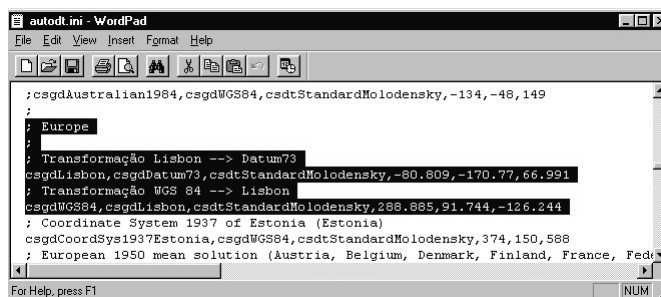 autodt.ini - WordPad
File Edit View Insert Format Help
;csgdAustralian1984,csgdWGS84,csdtStandardMolodensky,-134,-48,149
;
; Europe
;
; Transformação Lisbon --> Datum73
csgdLisbon,csgdDatum73,csdtStandardMolodensky,-80.809,-170.77,66.991
; Transformação WGS 84 --> Lisbon
csgdWGS84,csgdLisbon,csdtStandardMolodensky,288.885,91.744,-126.244
; Coordinate System 1937 of Estonia (Estonia)
csgdCoordSys1937Estonia,csgdWGS84,csdtStandardMolodensky,374,150,588
; European 1950 mean solution (Austria, Belgium, Denmark, Finland, France, Fede
For Help, press F1
NUM